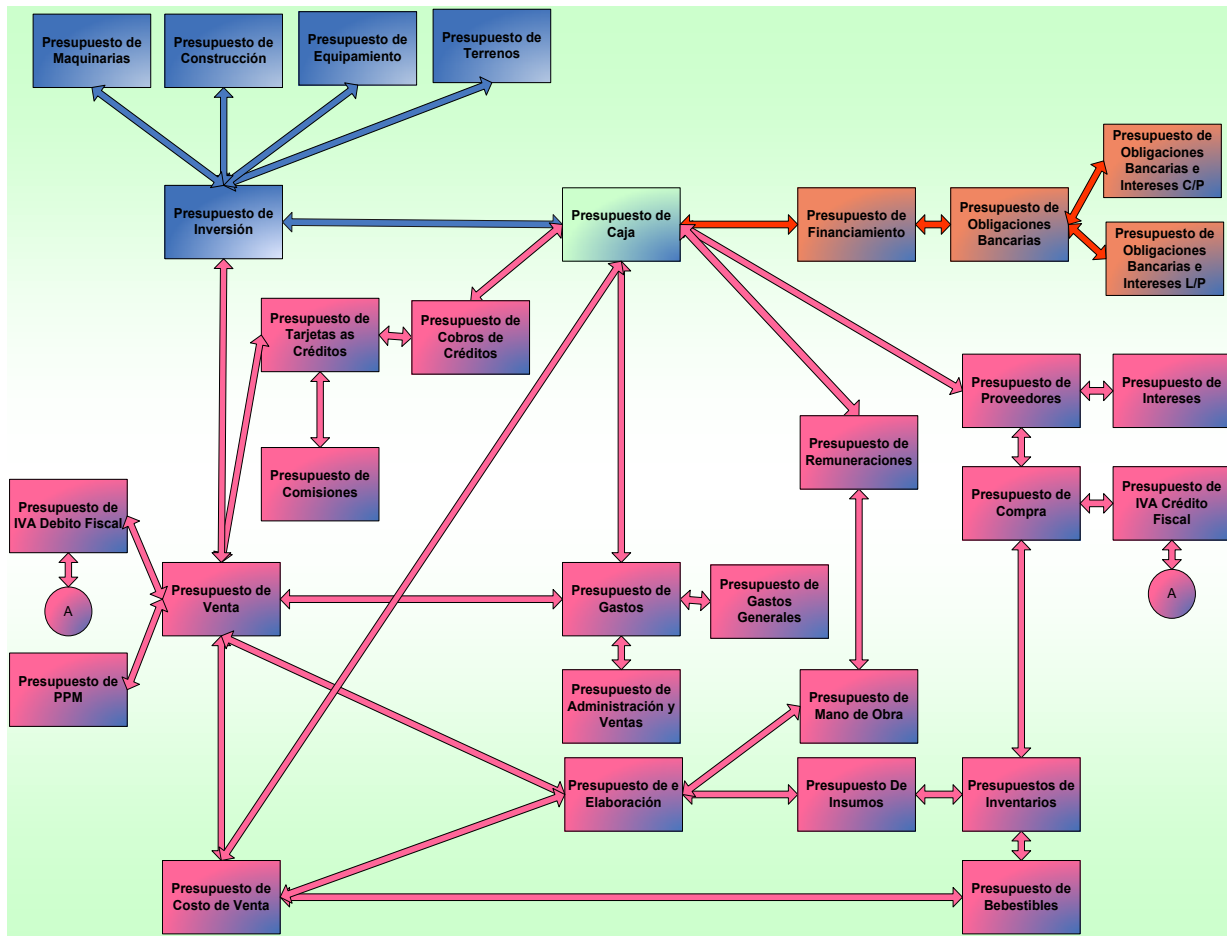 Presupuesto de
Maquinarias
Presupuesto de
Construcción
Presupuesto de
Equipamiento
Presupuesto de
Terrenos
Presupuesto de
Obligaciones
Bancarias e
Intereses C/P
Presupuesto de
Inversión
Presupuesto de
Caja
Presupuesto de
Financiamiento
Presupuesto de
Obligaciones
Bancarias
Presupuesto de
Obligaciones
Bancarias e
Intereses L/P
Presupuesto de
Tarjetas as
Créditos
Presupuesto de
Cobros de
Créditos
Presupuesto de
Proveedores
Presupuesto de
Intereses
Presupuesto de
Remuneraciones
Presupuesto de
Comisiones
Presupuesto de
Compra
Presupuesto de
IVA Crédito
Fiscal
Presupuesto de
IVA Debito Fiscal
A
Presupuesto de
Venta
Presupuesto de
Gastos
Presupuesto de
Gastos
Generales
A
Presupuesto de
PPM
Presupuesto de
Administración y
Ventas
Presupuesto de
Mano de Obra
Presupuesto de e
Elaboración
Presupuesto De
Insumos
Presupuestos de
Inventarios
Presupuesto de
Costo de Venta
Presupuesto de
Bebestibles